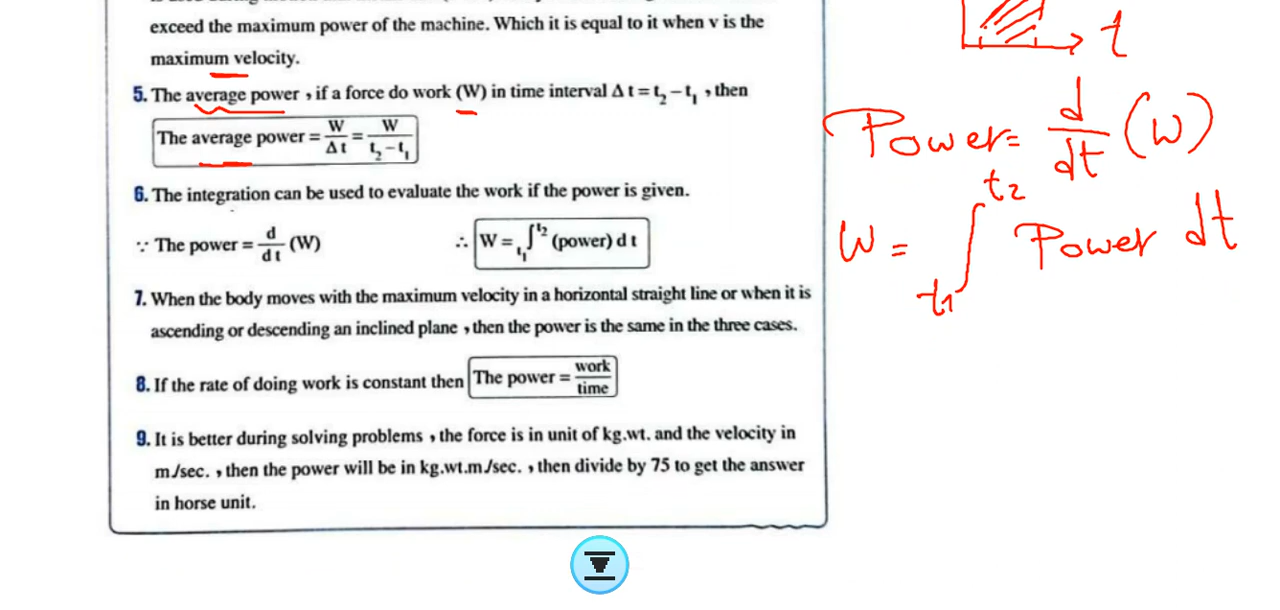 exceed the maximum power of the machine. Which it is equal to it when v is the
maximum velocity.
5. The average power , if a force do work (W) in time interval Δ t = t₂ – t₁ , then
The average power = W/Δt = W/(t₂ – t₁)
6. The integration can be used to evaluate the work if the power is given.
∵ The power = d/dt (W) ∴ W = ∫ₜ₁^t₂ (power) d t
7. When the body moves with the maximum velocity in a horizontal straight line or when it is
ascending or descending an inclined plane , then the power is the same in the three cases.
8. If the rate of doing work is constant then The power = work/time
9. It is better during solving problems , the force is in unit of kg.wt. and the velocity in
m/sec. , then the power will be in kg.wt.m/sec. , then divide by 75 to get the answer
in horse unit.
t
Power= d/dt (W)
W = ∫ₜ₁^t₂ Power dt